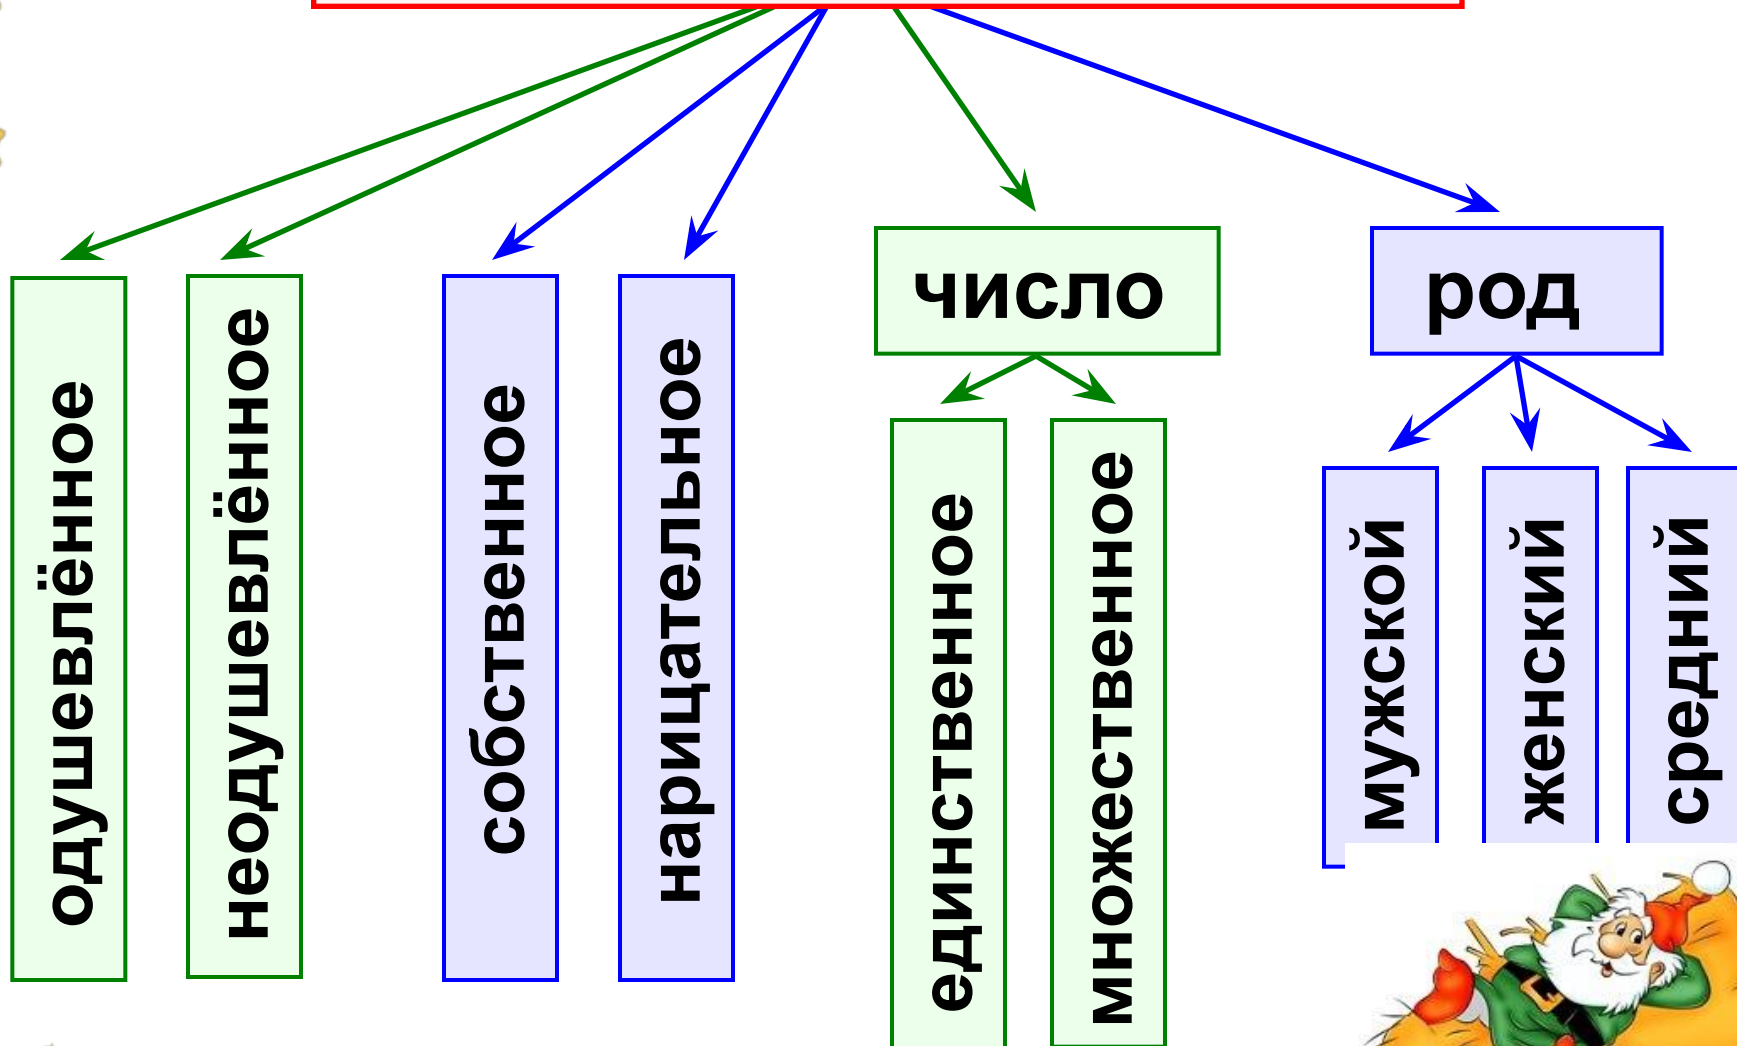 число
род
одушевлённое
неодушевлённое
собственное
нарицательное
единственное
множественное
мужской
женский
средний